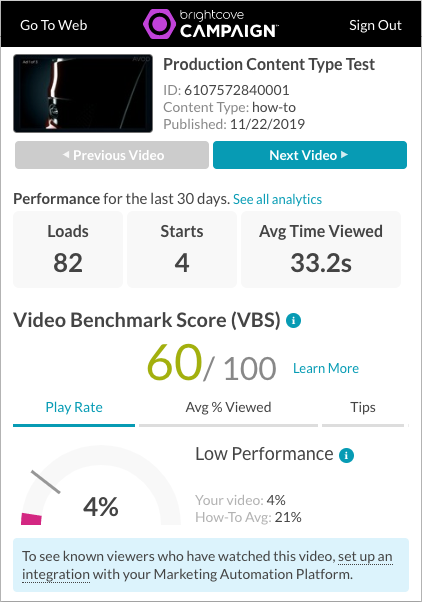 Go To Web
brightcove
CAMPAIGN™
Sign Out
Production Content Type Test
ID: 6107572840001
Content Type: how-to
Published: 11/22/2019
Previous Video
Next Video
Performance for the last 30 days. See all analytics
Loads
82
Starts
4
Avg Time Viewed
33.2s
Video Benchmark Score (VBS) i
60/ 100
Learn More
Play Rate
Avg % Viewed
Tips
4%
Low Performance i
Your video: 4%
How-To Avg: 21%
To see known viewers who have watched this video, set up an
integration with your Marketing Automation Platform.